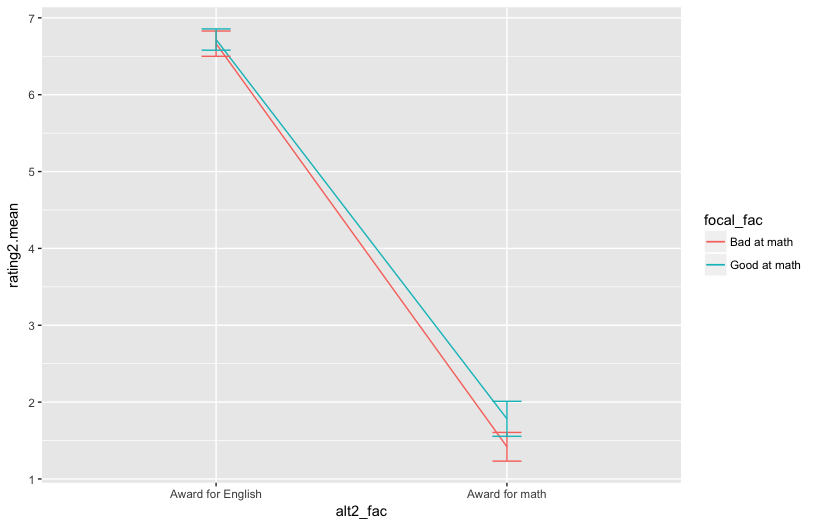 7
6
5
4
3
2
1
rating2.mean
Award for English
Award for math
alt2_fac
focal_fac
Bad at math
Good at math